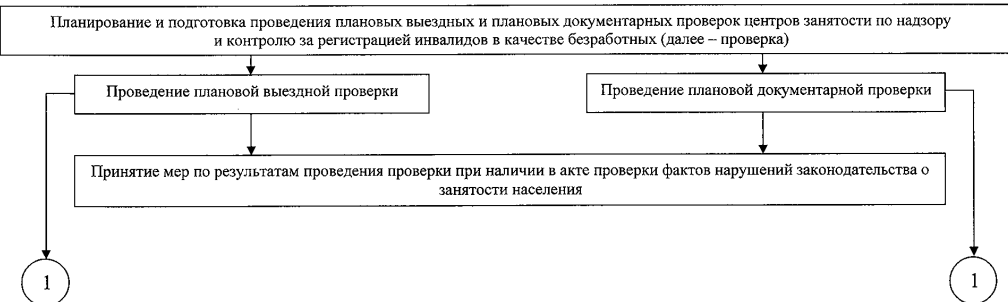 Планирование и подготовка проведения плановых выездных и плановых документарных проверок центров занятости по надзору
и контролю за регистрацией инвалидов в качестве безработных (далее – проверка)
Проведение плановой выездной проверки
Проведение плановой документарной проверки
Принятие мер по результатам проведения проверки при наличии в акте проверки фактов нарушений законодательства о
занятости населения
1
1